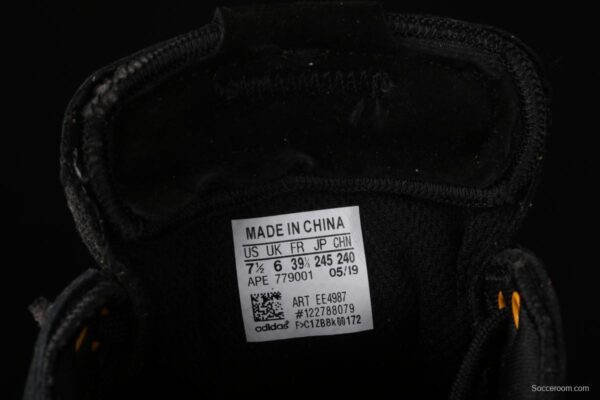 MADE IN CHINA
US UK FR JP CHN
7½ 6 39⅓ 245 240
APE 779001 05/19
ART EE4987
#122788079
adidas F>C1ZBBk00172
Socceroom.com